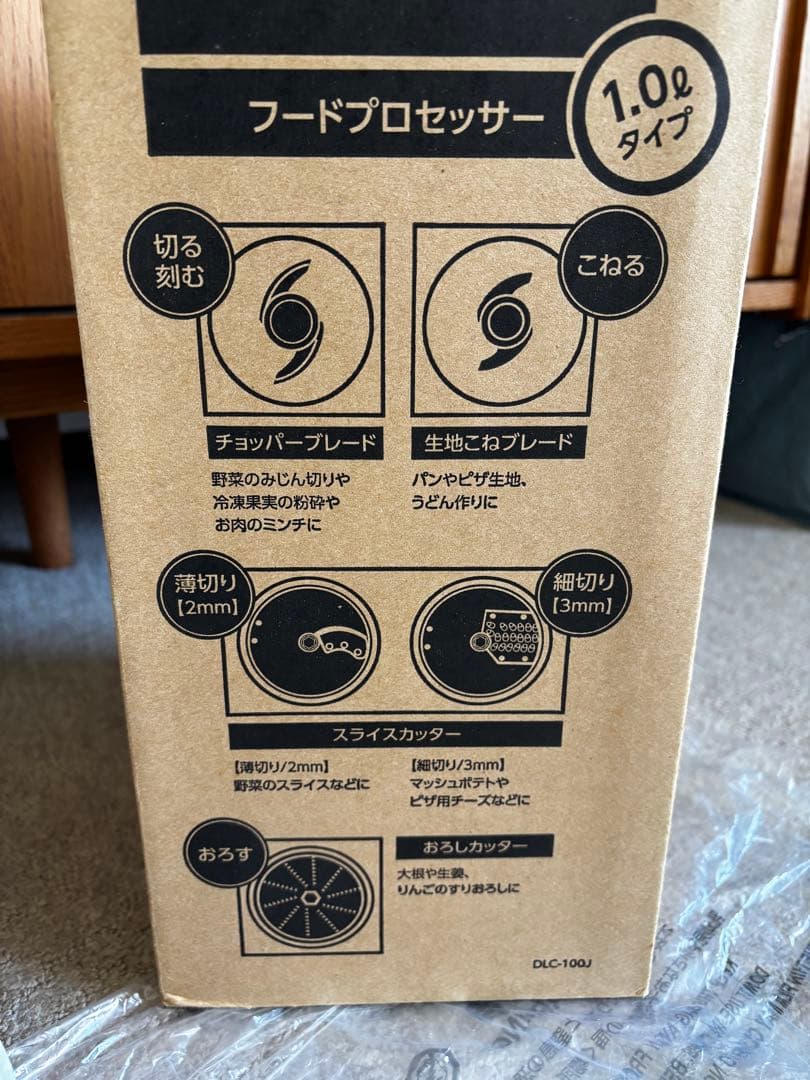 フードプロセッサー
1.0ℓ
タイプ
切る
刻む
こねる
チョッパーブレード
生地こねブレード
野菜のみじん切りや
冷凍果実の粉砕や
お肉のミンチに
パンやピザ生地、
うどん作りに
薄切り
【2mm】
細切り
【3mm】
スライスカッター
【薄切り/2mm】
野菜のスライスなどに
【細切り/3mm】
マッシュポテトや
ピザ用チーズなどに
おろす
おろしカッター
大根や生姜、
りんごのすりおろしに
DLC-100J